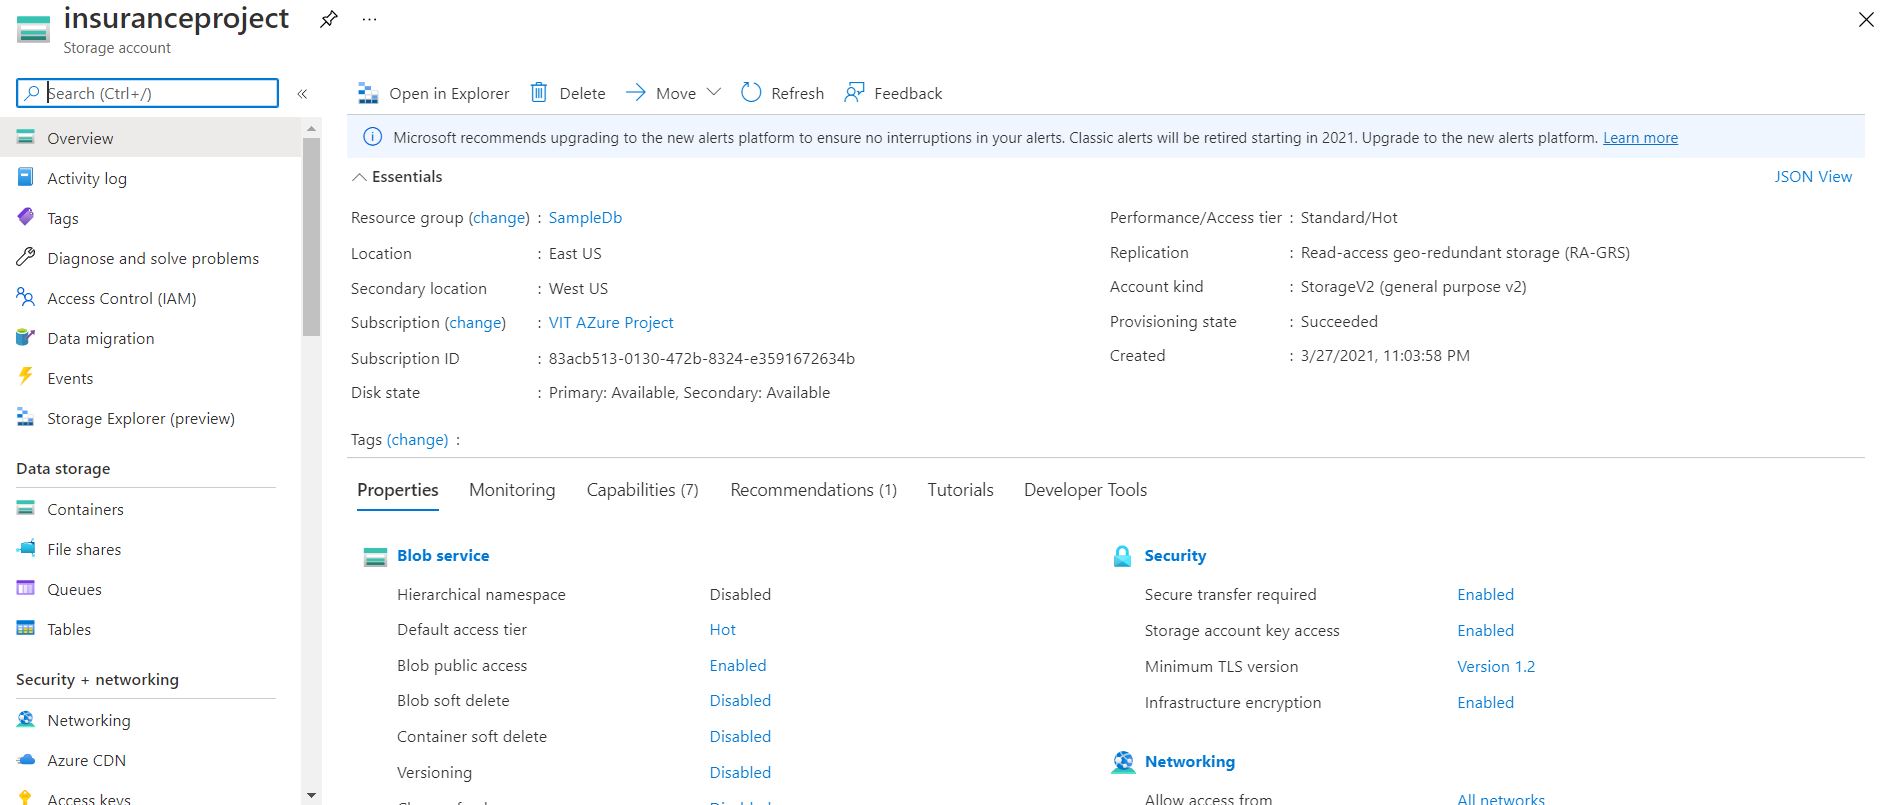 insuranceproject
Storage account
Search (Ctrl+/)
Overview
Activity log
Tags
Diagnose and solve problems
Access Control (IAM)
Data migration
Events
Storage Explorer (preview)
Data storage
Containers
File shares
Queues
Tables
Security + networking
Networking
Azure CDN
Access keys
Open in Explorer Delete Move Refresh Feedback
Microsoft recommends upgrading to the new alerts platform to ensure no interruptions in your alerts. Classic alerts will be retired starting in 2021. Upgrade to the new alerts platform. Learn more
Essentials JSON View
Resource group (change) : SampleDb
Location : East US
Secondary location : West US
Subscription (change) : VIT AZure Project
Subscription ID : 83acb513-0130-472b-8324-e3591672634b
Disk state : Primary: Available, Secondary: Available
Performance/Access tier : Standard/Hot
Replication : Read-access geo-redundant storage (RA-GRS)
Account kind : StorageV2 (general purpose v2)
Provisioning state : Succeeded
Created : 3/27/2021, 11:03:58 PM
Tags (change) :
Properties Monitoring Capabilities (7) Recommendations (1) Tutorials Developer Tools
Blob service
Hierarchical namespace Disabled
Default access tier Hot
Blob public access Enabled
Blob soft delete Disabled
Container soft delete Disabled
Versioning Disabled
Security
Secure transfer required Enabled
Storage account key access Enabled
Minimum TLS version Version 1.2
Infrastructure encryption Enabled
Networking
Allow access from All networks